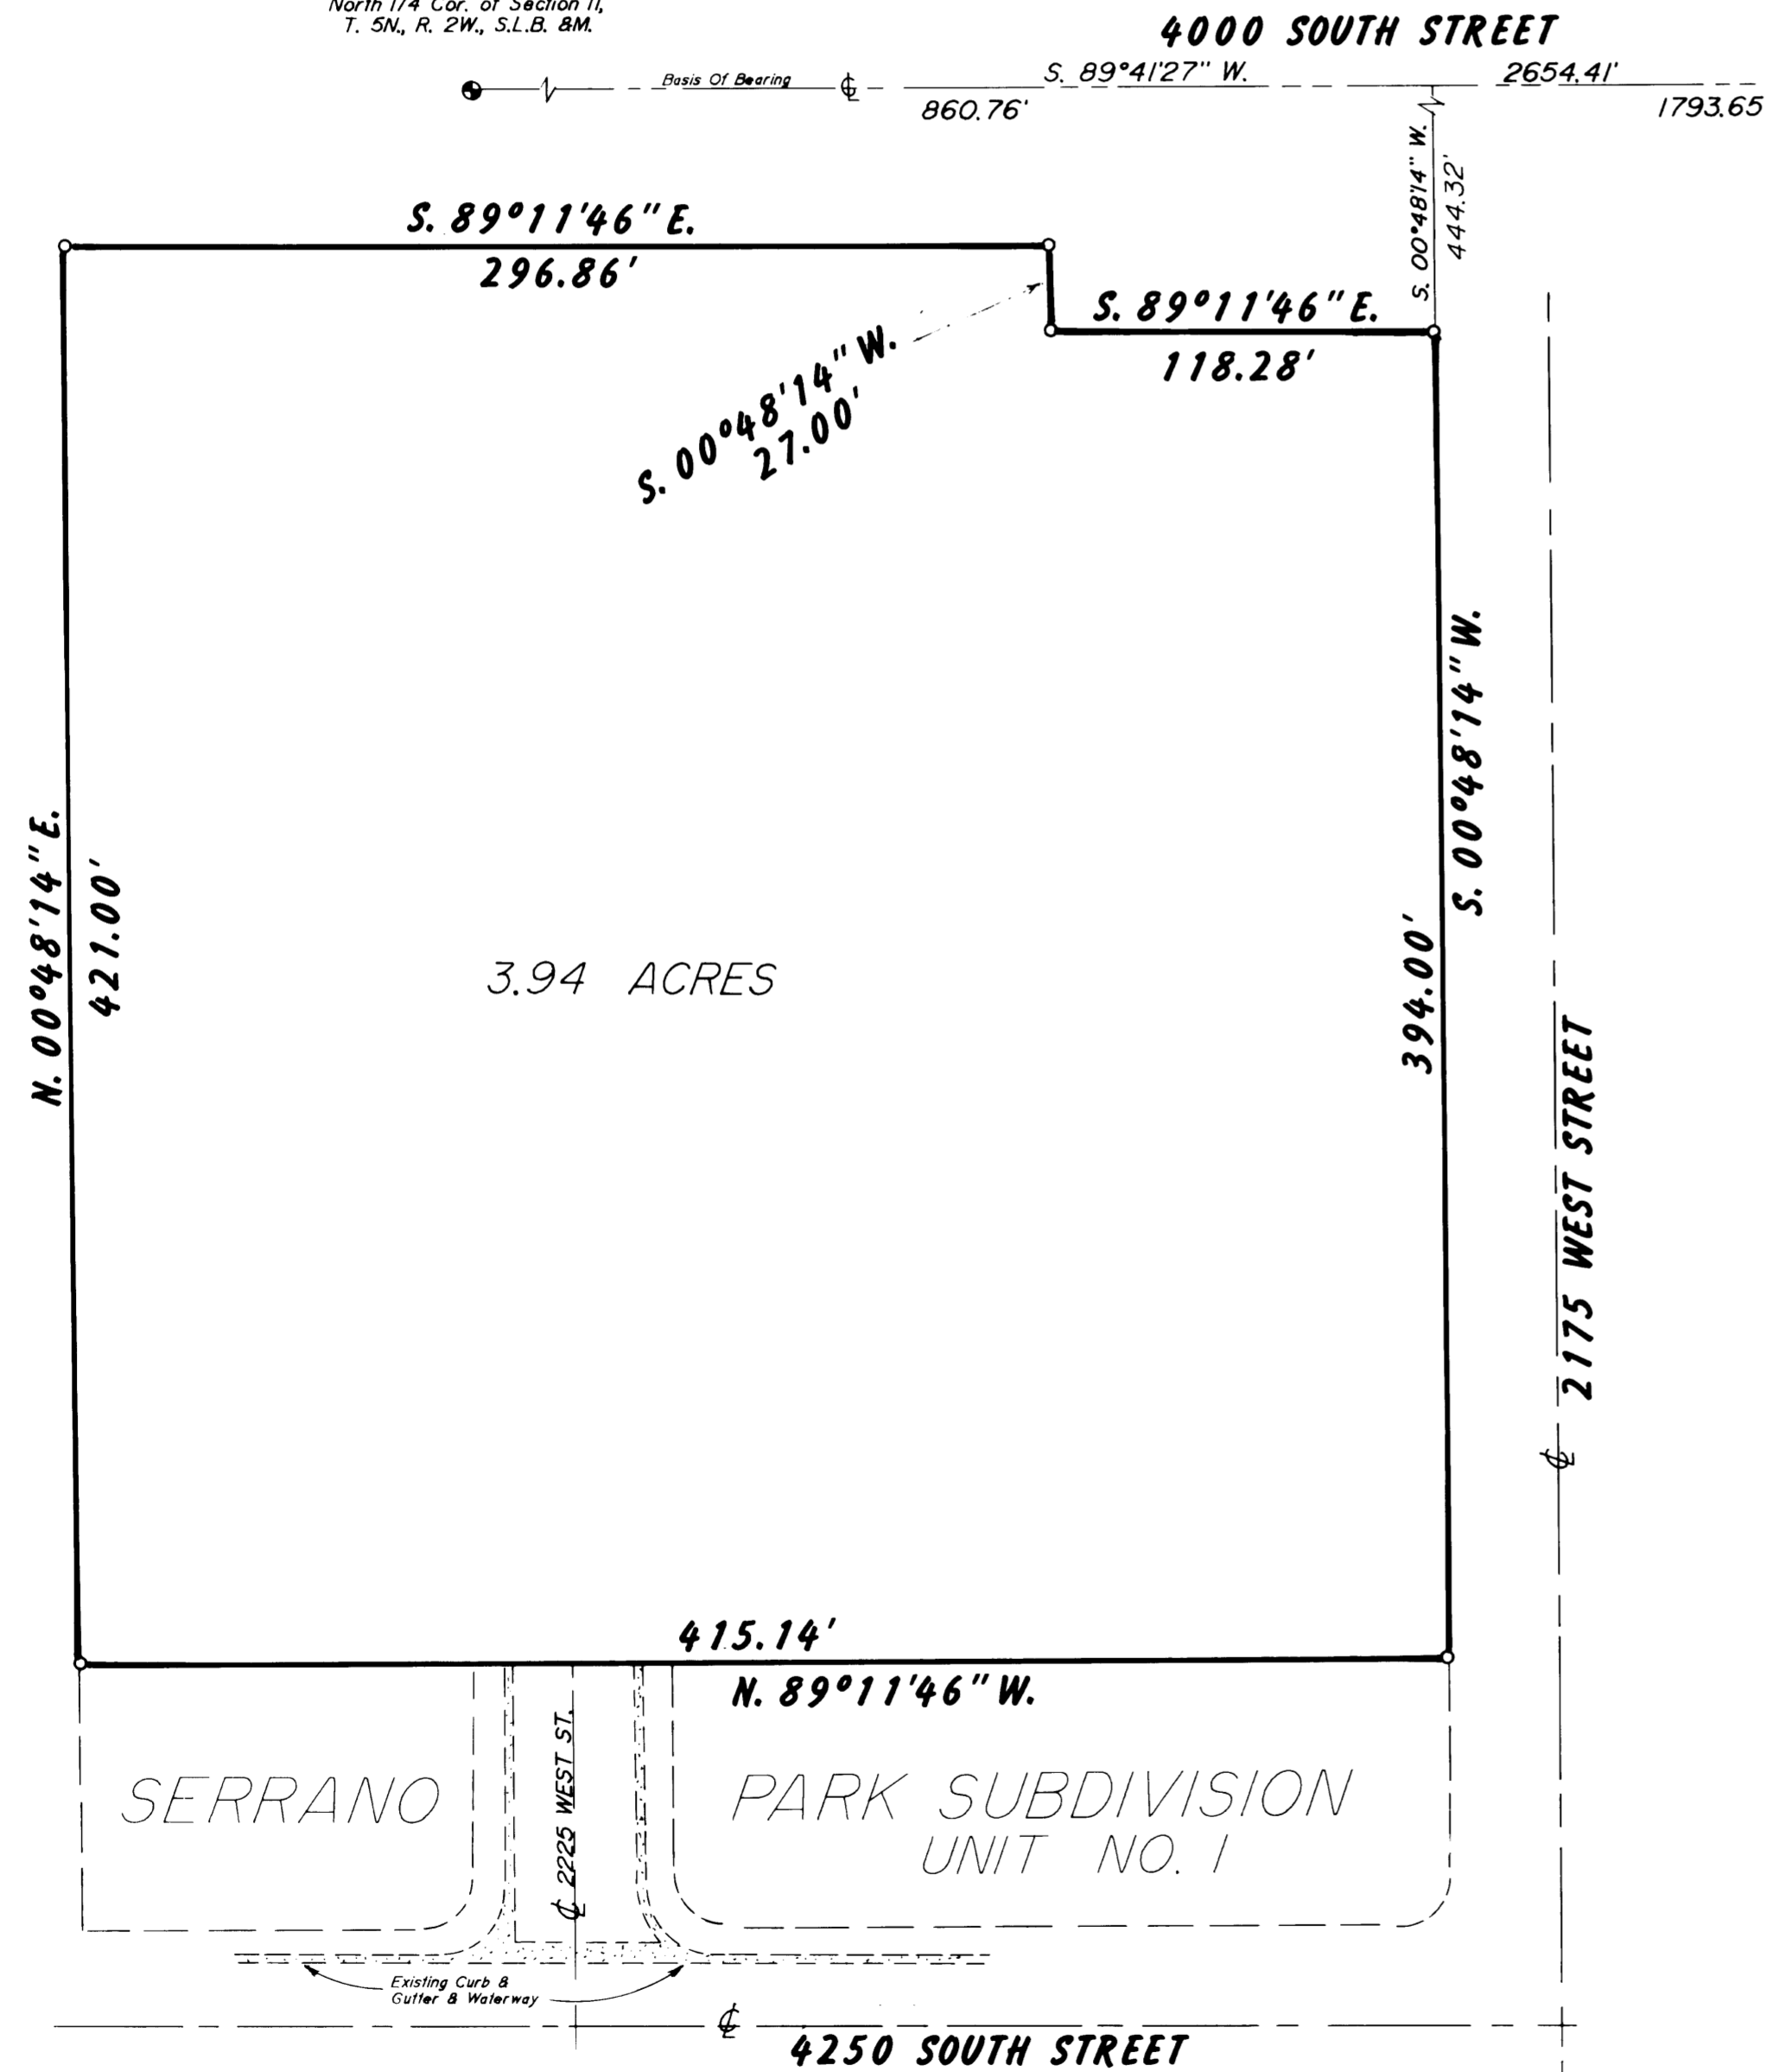 North 1/4 Cor. of Section 11,
T. 5N., R. 2W., S.L.B. &M.
4000 SOUTH STREET
Basis Of Bearing
S. 89°41'27" W.
2654.41'
860.76'
1793.65
S. 00°48'14" W.
444.32'
S. 89°11'46" E.
296.86'
S. 89°11'46" E.
118.28'
S. 00°48'14" W.
27.00'
N. 00°48'14" E.
421.00'
3.94 ACRES
394.00'
S. 00°48'14" W.
2175 WEST STREET
415.14'
N. 89°11'46" W.
SERRANO PARK SUBDIVISION
UNIT NO. 1
2225 WEST ST.
Existing Curb &
Gutter & Waterway
4250 SOUTH STREET